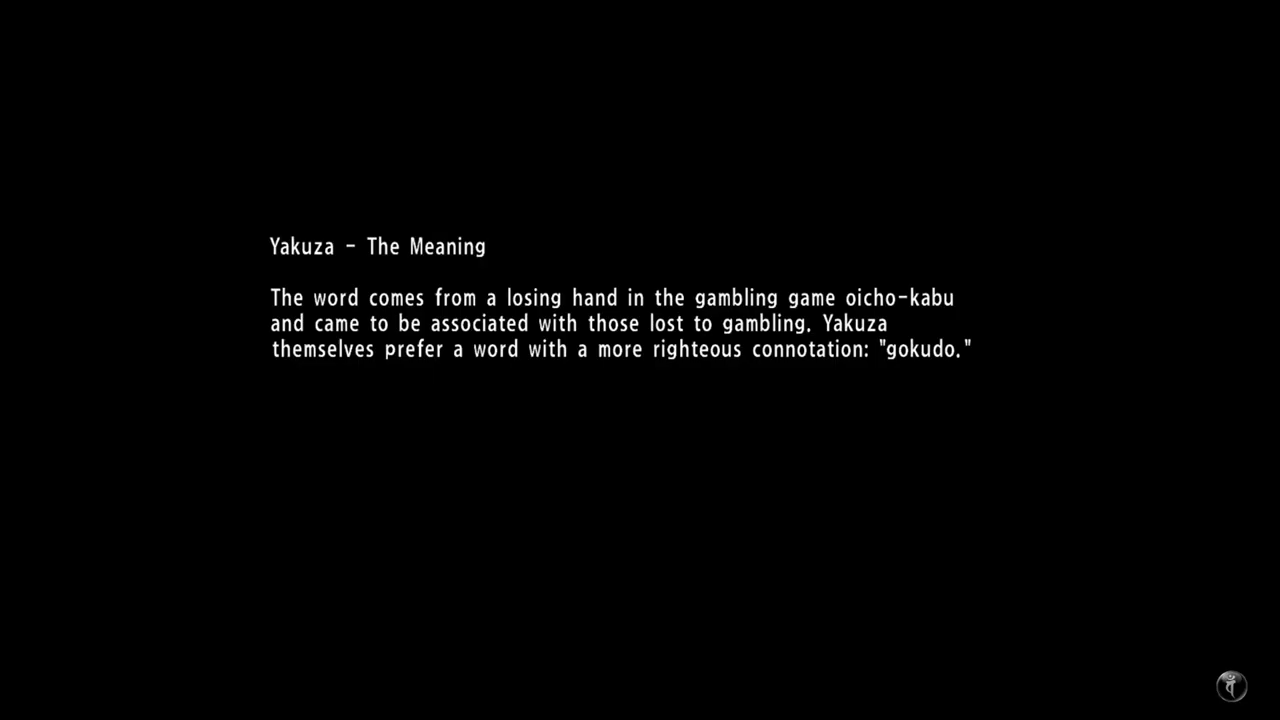 Yakuza - The Meaning
The word comes from a losing hand in the gambling game oicho-kabu
and came to be associated with those lost to gambling. Yakuza
themselves prefer a word with a more righteous connotation: "gokudo."